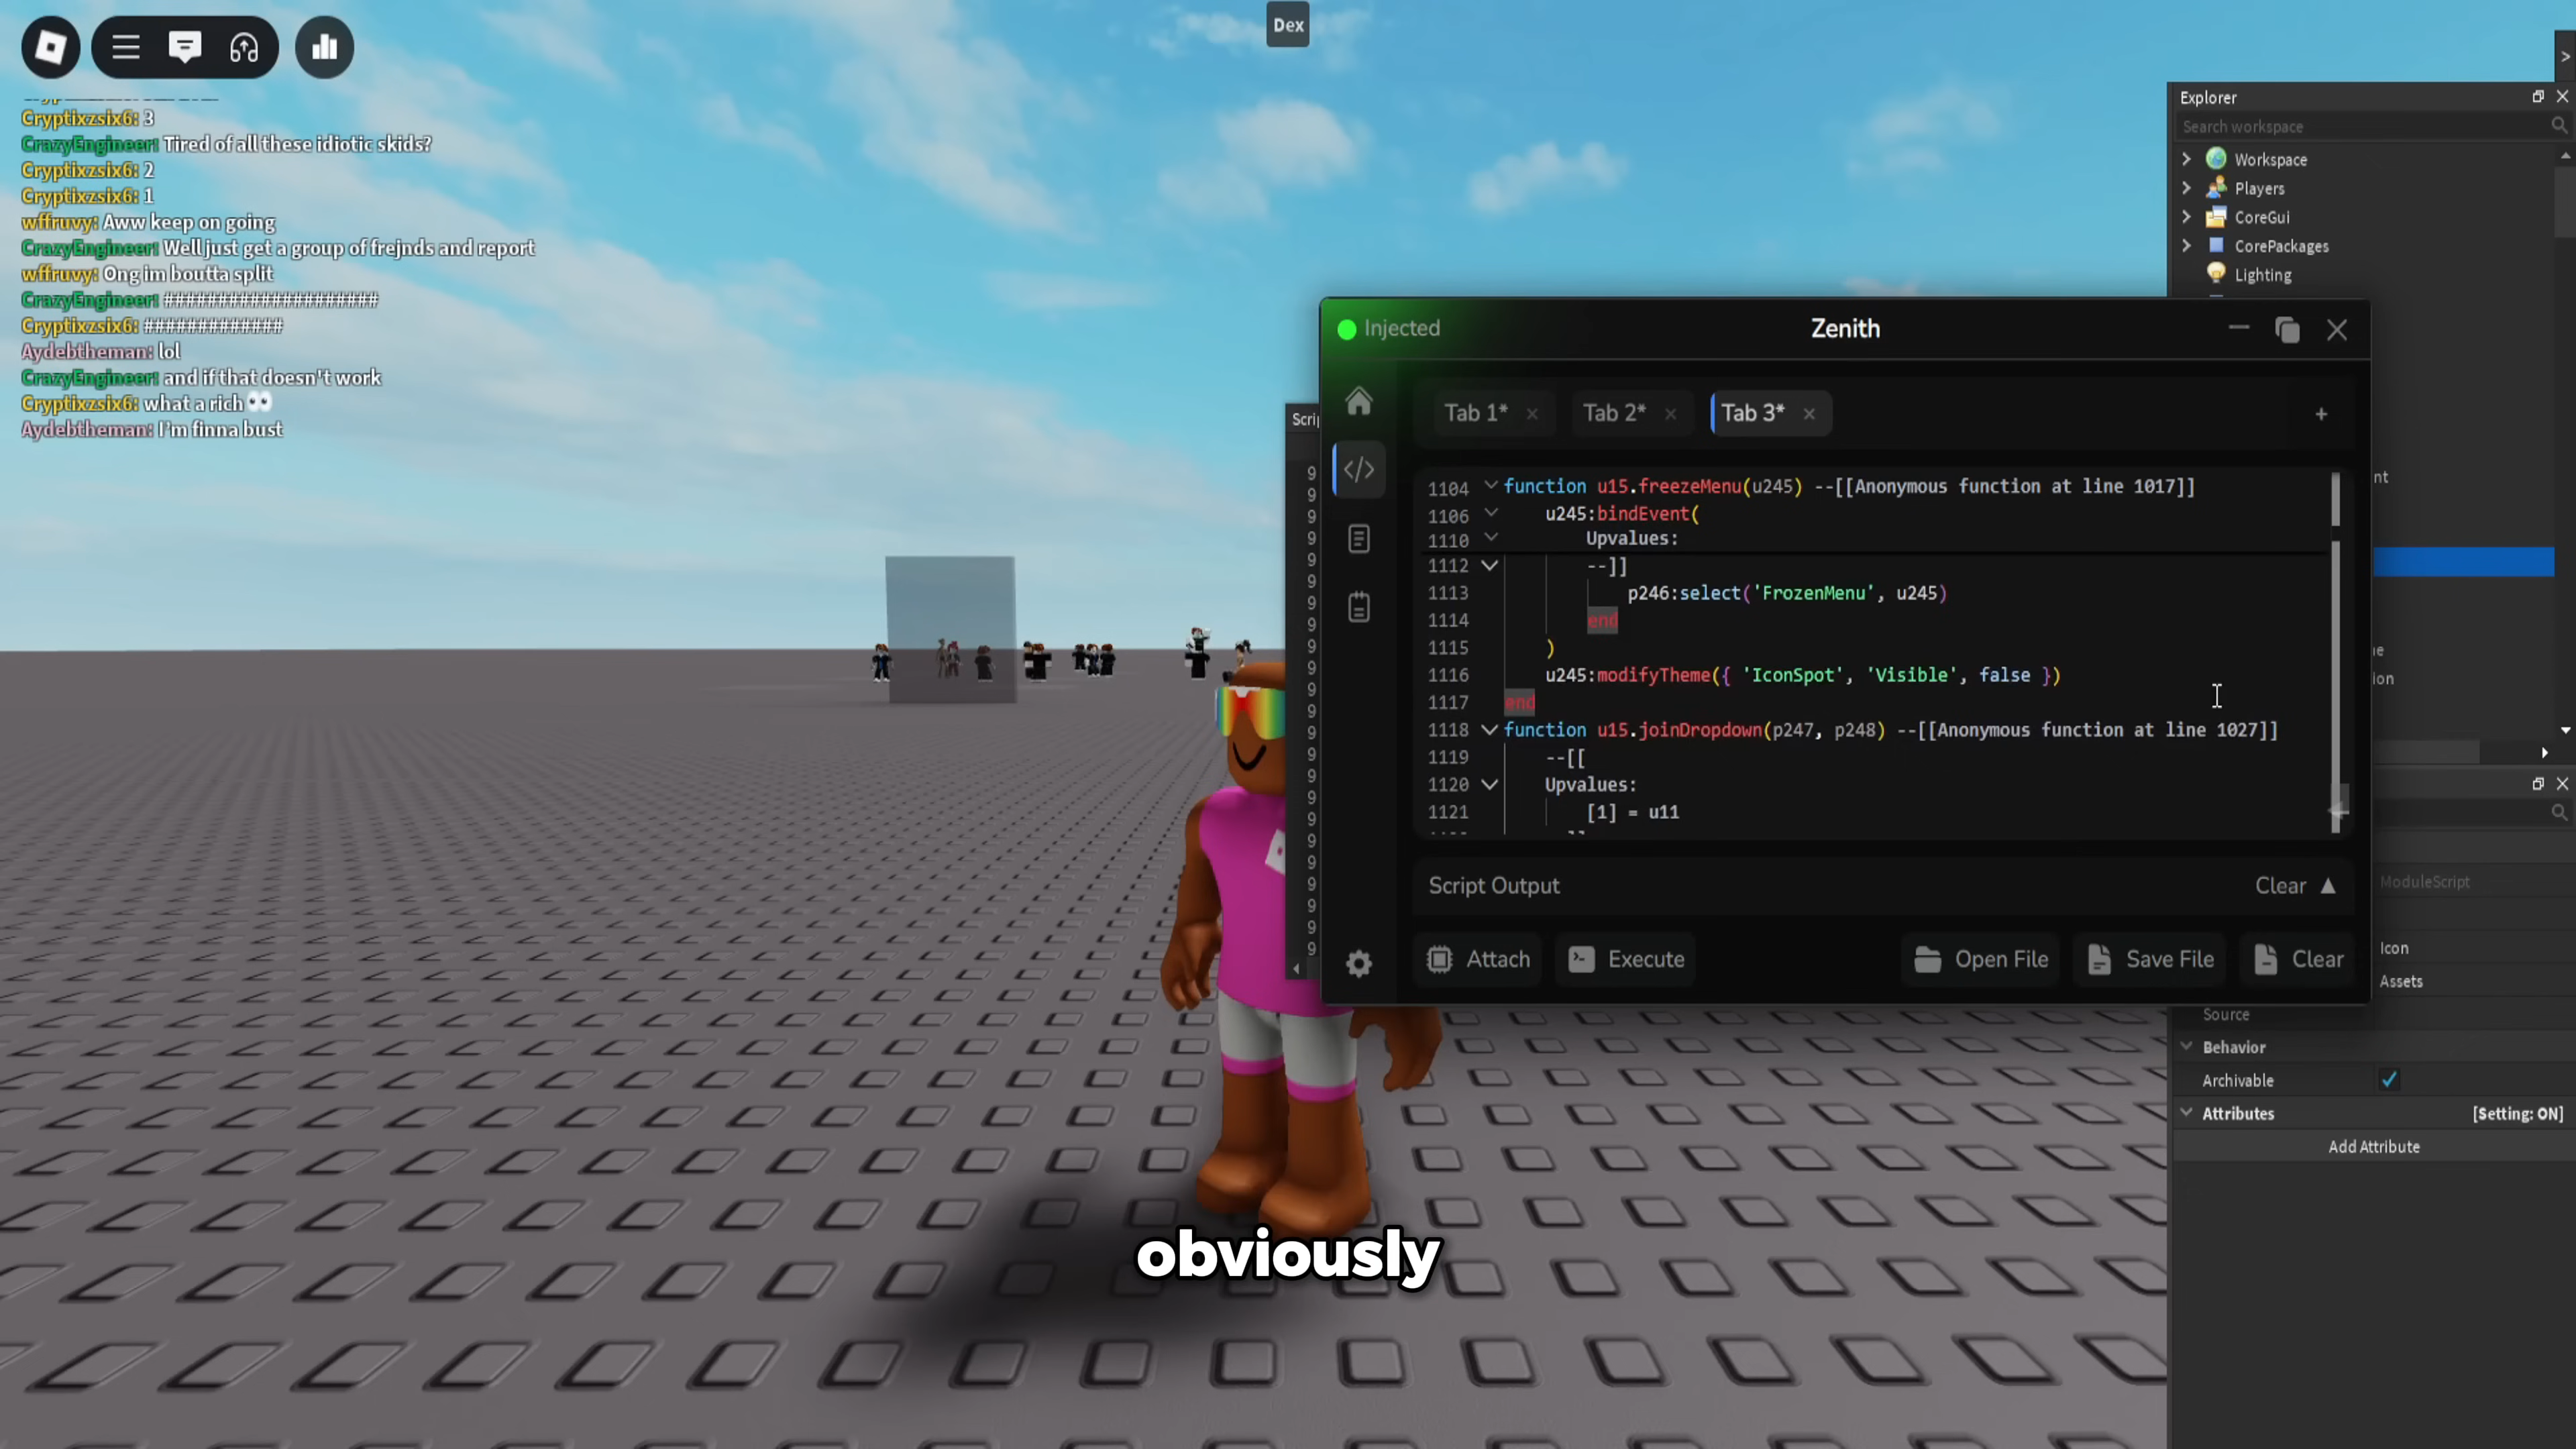 Dex
Cryptixzsix6: 3
CrazyEngineer: Tired of all these idiotic skids?
Cryptixzsix6: 2
Cryptixzsix6: 1
wffruvy: Aww keep on going
CrazyEngineer: Well just get a group of frejnds and report
wffruvy: Ong im boutta split
CrazyEngineer: ####################
Cryptixzsix6: #############
Aydebtheman: lol
CrazyEngineer: and if that doesn't work
Cryptixzsix6: what a rich 👀
Aydebtheman: I'm finna bust
Explorer
Search workspace
Workspace
Players
CoreGui
CorePackages
Lighting
Injected
Zenith
Scri
Tab 1*
Tab 2*
Tab 3*
1104 function u15.freezeMenu(u245) --[[Anonymous function at line 1017]]
1106 u245:bindEvent(
1110 Upvalues:
1112 --]]
1113 p246:select('FrozenMenu', u245)
1114 end
1115 )
1116 u245:modifyTheme({ 'IconSpot', 'Visible', false })
1117 end
1118 function u15.joinDropdown(p247, p248) --[[Anonymous function at line 1027]]
1119 --[[
1120 Upvalues:
1121 [1] = u11
Script Output
Clear
Attach
Execute
Open File
Save File
Clear
nt
ne
ion
ModuleScript
Icon
Assets
Source
Behavior
Archivable
Attributes
[Setting: ON]
Add Attribute
obviously